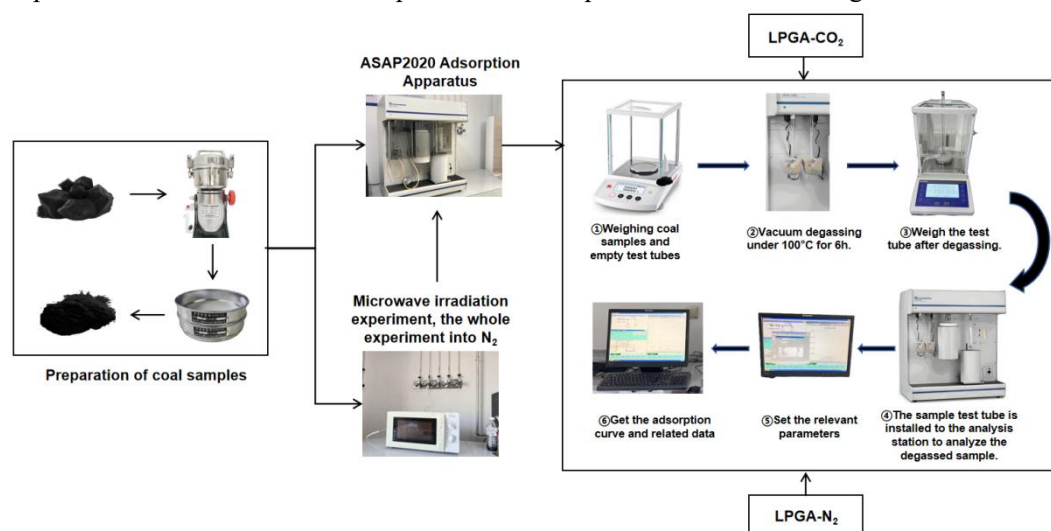 LPGA-CO₂
ASAP2020 Adsorption
Apparatus
①Weighing coal
samples and
empty test tubes
②Vacuum degassing
under 100°C for 6h.
③Weigh the test
tube after degassing.
Microwave irradiation
experiment, the whole
experiment into N₂
Preparation of coal samples
⑥Get the adsorption
curve and related data
⑤Set the relevant
parameters
④The sample test tube is
installed to the analysis
station to analyze the
degassed sample.
LPGA-N₂